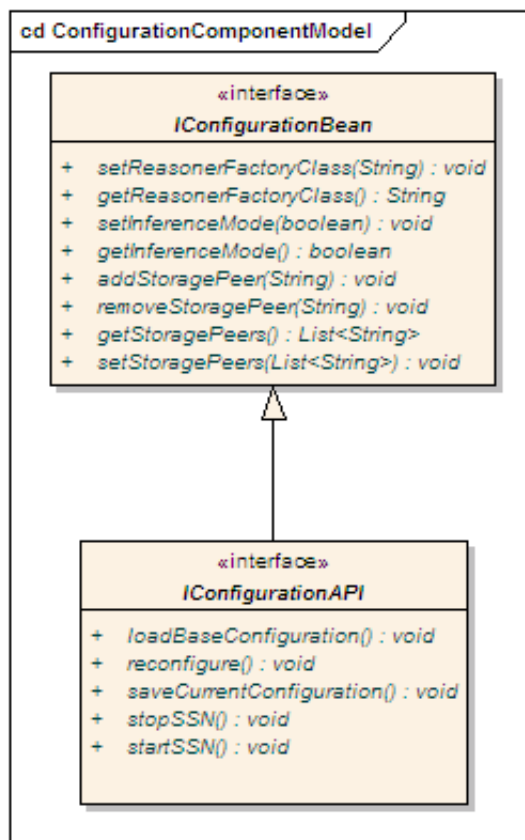 cd ConfigurationComponentModel
«interface»
IConfigurationBean
+ setReasonerFactoryClass(String) : void
+ getReasonerFactoryClass() : String
+ setInferenceMode(boolean) : void
+ getInferenceMode() : boolean
+ addStoragePeer(String) : void
+ removeStoragePeer(String) : void
+ getStoragePeers() : List<String>
+ setStoragePeers(List<String>) : void
«interface»
IConfigurationAPI
+ loadBaseConfiguration() : void
+ reconfigure() : void
+ saveCurrentConfiguration() : void
+ stopSSN() : void
+ startSSN() : void